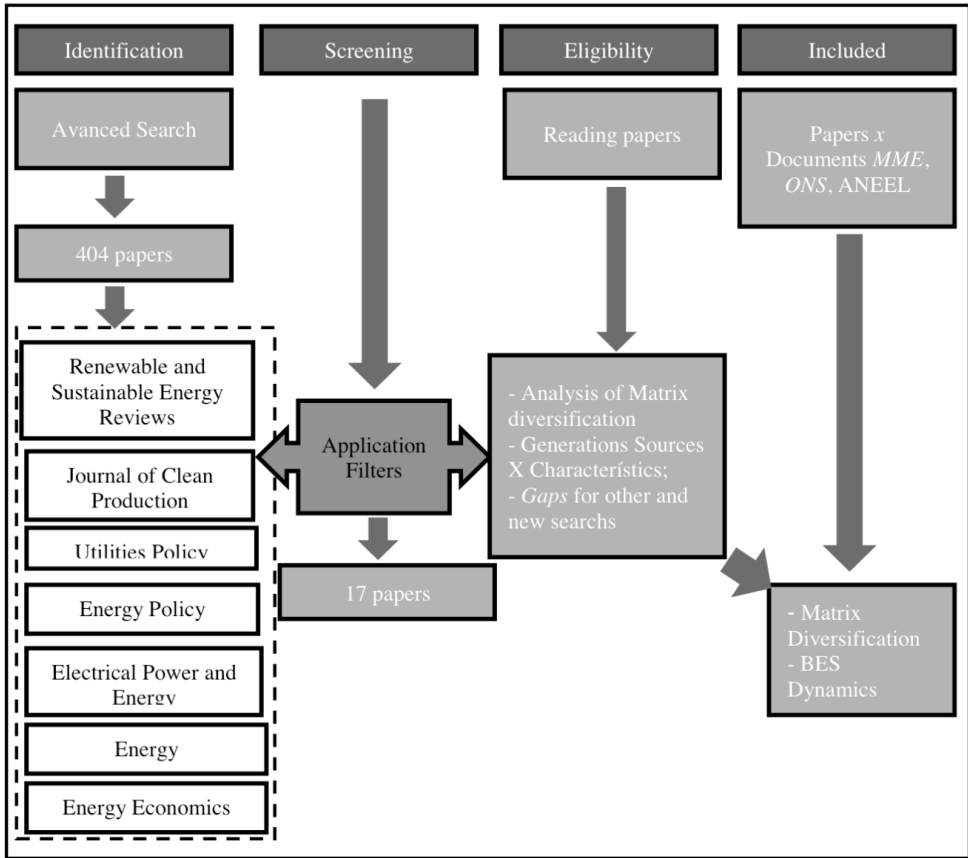 Identification
Screening
Eligibility
Included
Avanced Search
404 papers
Renewable and
Sustainable Energy
Reviews
Journal of Clean
Production
Utilities Policy
Energy Policy
Electrical Power and
Energy
Energy
Energy Economics
Application
Filters
17 papers
Reading papers
- Analysis of Matrix
diversification
- Generations Sources
X Characterístics;
- Gaps for other and
new searchs
Papers x
Documents MME,
ONS, ANEEL
- Matrix
Diversification
- BES
Dynamics